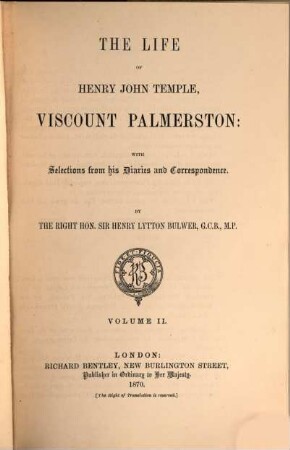 THE LIFE
OF
HENRY JOHN TEMPLE,
VISCOUNT PALMERSTON:
WITH
Selections from his Diaries and Correspondence.
BY
THE RIGHT HON. SIR HENRY LYTTON BULWER, G.C.B., M.P.
VOLUME II.
LONDON:
RICHARD BENTLEY, NEW BURLINGTON STREET,
Publisher in Ordinary to Her Majesty.
1870.
[The Right of Translation is reserved.]